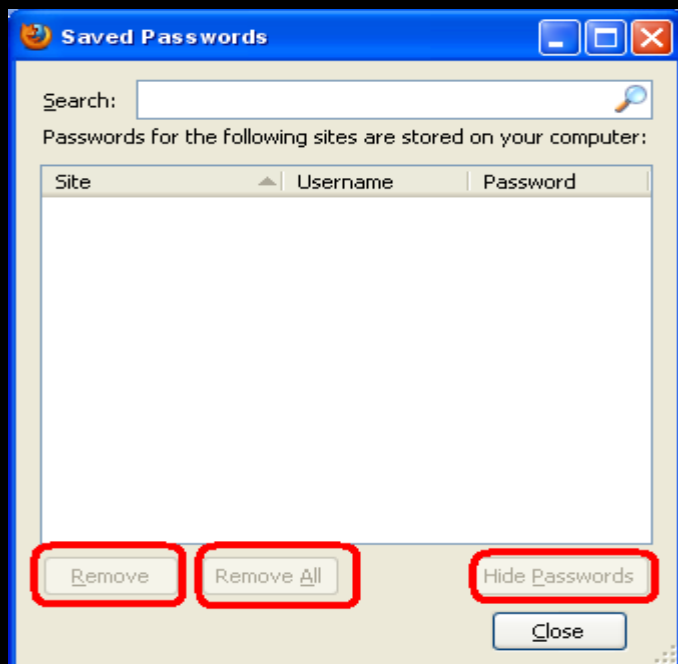 Saved Passwords
Search:
Passwords for the following sites are stored on your computer:
Site Username Password
Remove Remove All Hide Passwords
Close